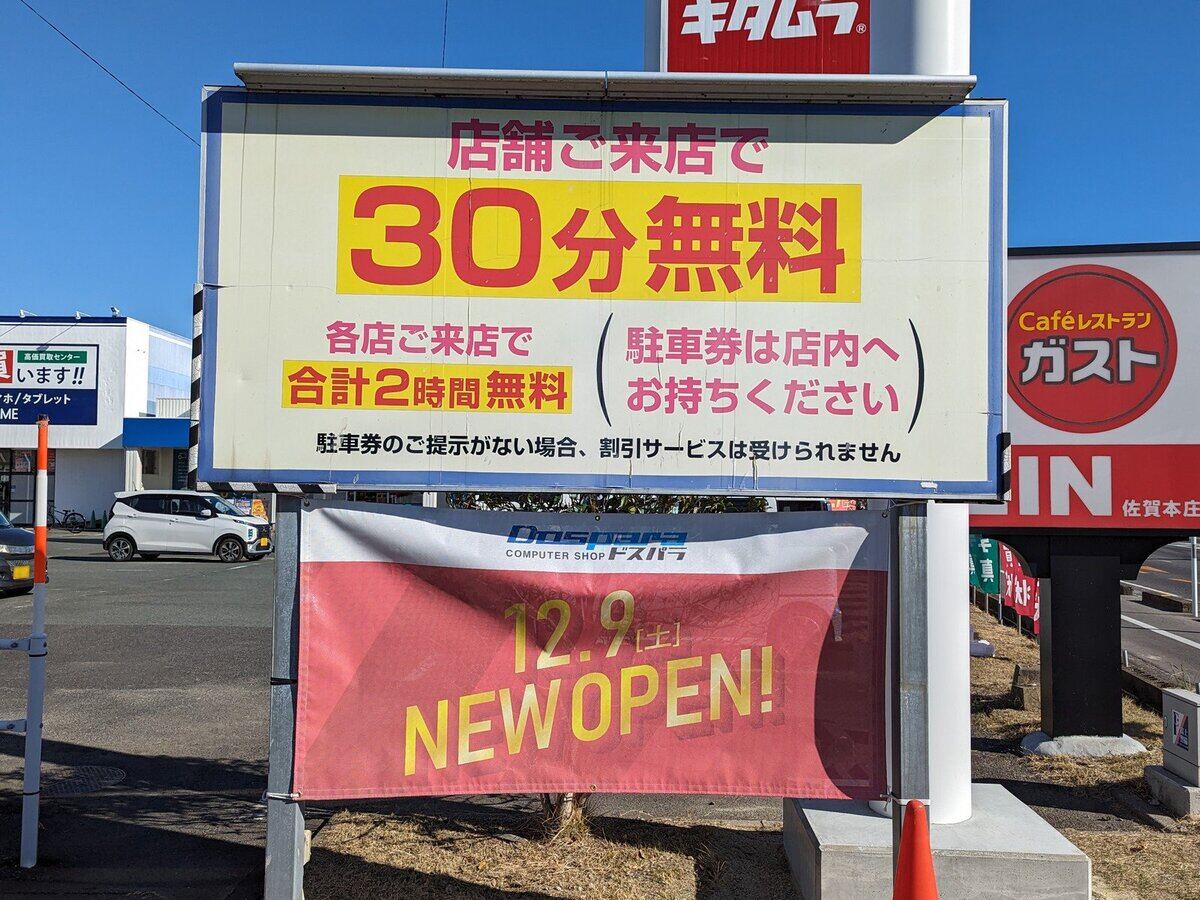 キタムラ®
店舗ご来店で
30分無料
各店ご来店で
合計2時間無料
(駐車券は店内へ
お持ちください)
駐車券のご提示がない場合、割引サービスは受けられません
Dospara
COMPUTER SHOP ドスパラ
12.9[土]
NEW OPEN!
高価買取センター
います!!
ホ/タブレット
ME
Caféレストラン
ガスト
IN
佐賀本庄